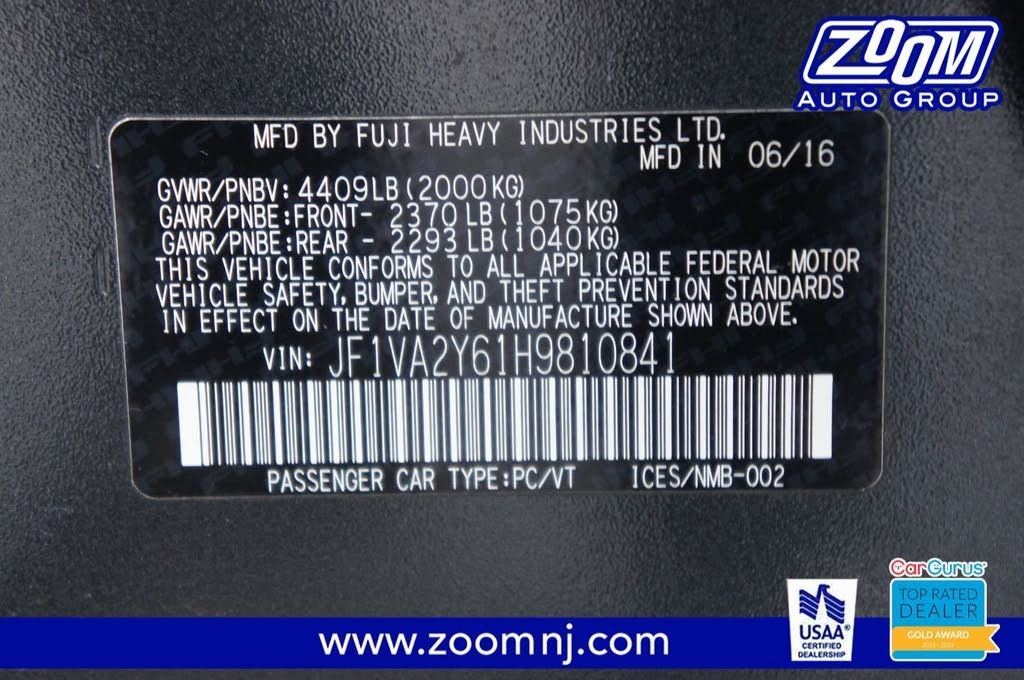 ZOOM
AUTO GROUP
MFD BY FUJI HEAVY INDUSTRIES LTD.
MFD IN 06/16
GVWR/PNBV: 4409LB(2000KG)
GAWR/PNBE:FRONT- 2370LB(1075KG)
GAWR/PNBE:REAR - 2293LB(1040KG)
THIS VEHICLE CONFORMS TO ALL APPLICABLE FEDERAL MOTOR
VEHICLE SAFETY, BUMPER, AND THEFT PREVENTION STANDARDS
IN EFFECT ON THE DATE OF MANUFACTURE SHOWN ABOVE.
VIN: JF1VA2Y61H9810841
PASSENGER CAR TYPE:PC/VT ICES/NMB-002
www.zoomnj.com
USAA®
CERTIFIED
DEALERSHIP
CarGurus
TOP RATED
DEALER
GOLD AWARD